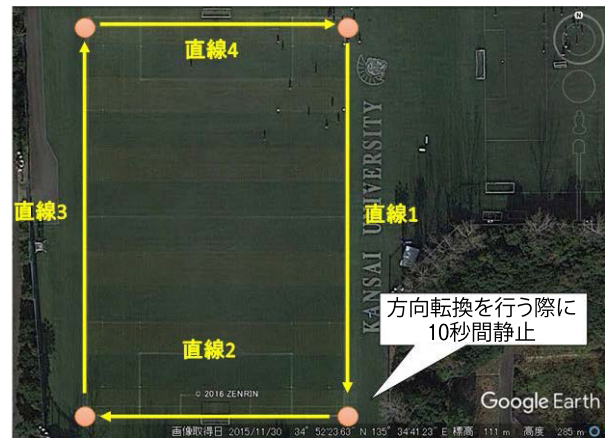 N
直線4
直線3
直線1
KANSAI UNIVERSITY
方向転換を行う際に
10秒間静止
直線2
© 2016 ZENRIN
Google Earth
画像取得日 2015/11/30 34° 52'23.63" N 135° 34'41.23" E 標高 111 m 高度 285 m